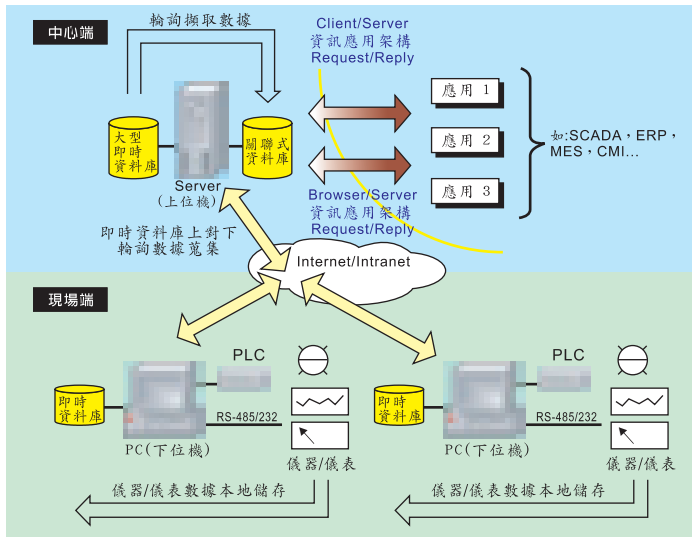 中心端
輪詢擷取數據
大型
即時
資料庫
關聯式
資料庫
Server
(上位機)
Client/Server
資訊應用架構
Request/Reply
應用 1
應用 2
應用 3
如:SCADA，ERP，
MES，CMI...
Browser/Server
資訊應用架構
Request/Reply
即時資料庫上對下
輪詢數據蒐集
Internet/Intranet
現場端
即時
資料庫
PC(下位機)
PLC
RS-485/232
儀器/儀表
儀器/儀表數據本地儲存
即時
資料庫
PC(下位機)
PLC
RS-485/232
儀器/儀表
儀器/儀表數據本地儲存